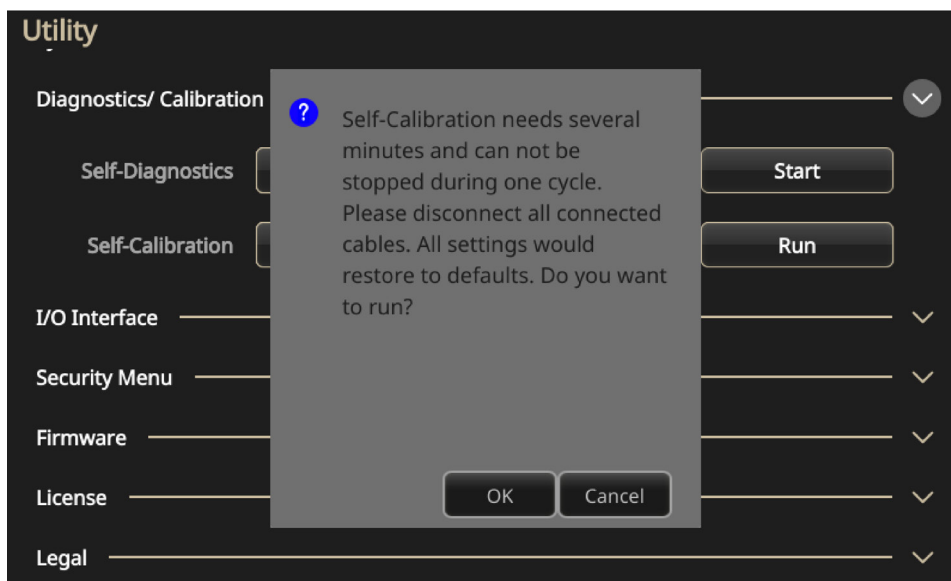 Utility
Diagnostics/ Calibration
?
Self-Calibration needs several
minutes and can not be
stopped during one cycle.
Please disconnect all connected
cables. All settings would
restore to defaults. Do you want
to run?
Self-Diagnostics
Start
Self-Calibration
Run
I/O Interface
Security Menu
Firmware
License
OK
Cancel
Legal